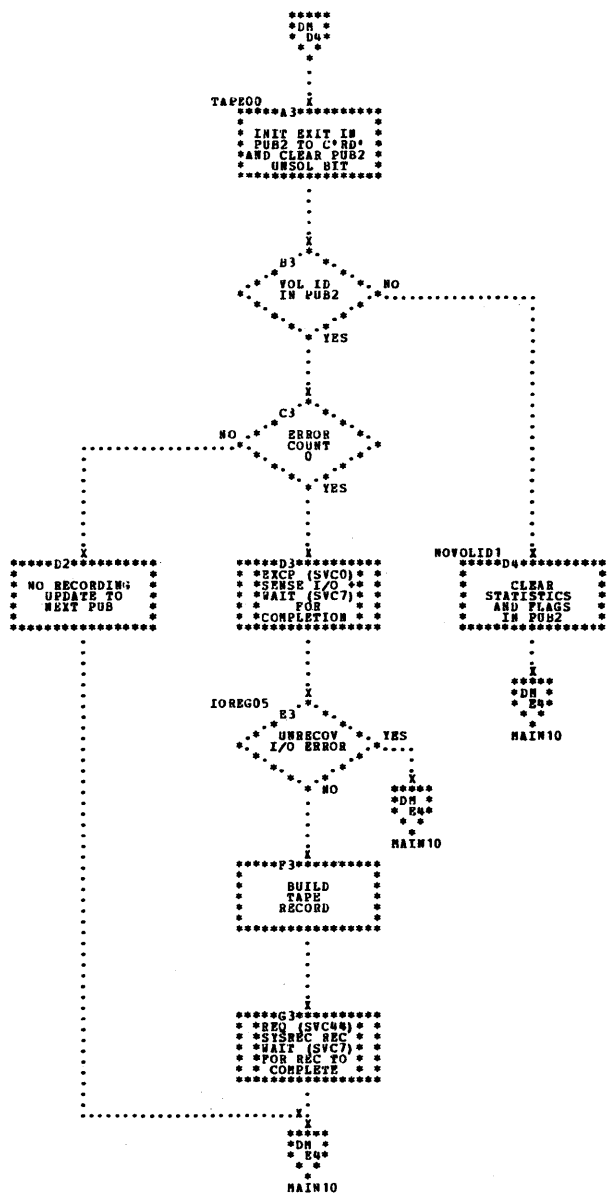 DM
D4
TAPE00
A3
INIT EXIT IN
PUB2 TO C'RD'
AND CLEAR PUB2
UNSOL BIT
B3
VOL ID
IN PUB2
NO
YES
C3
NO
ERROR
COUNT
0
YES
D2
NO RECORDING
UPDATE TO
NEXT PUB
D3
EXCP (SVC0)
SENSE I/O
WAIT (SVC7)
FOR
COMPLETION
NOVOLID1
D4
CLEAR
STATISTICS
AND FLAGS
IN PUB2
DM
E4
MAIN10
IOREG05
E3
UNRECOV
I/O ERROR
YES
NO
DM
E4
MAIN10
F3
BUILD
TAPE
RECORD
G3
REQ (SVC44)
SYSREC REC
WAIT (SVC7)
FOR REC TO
COMPLETE
DM
E4
MAIN10